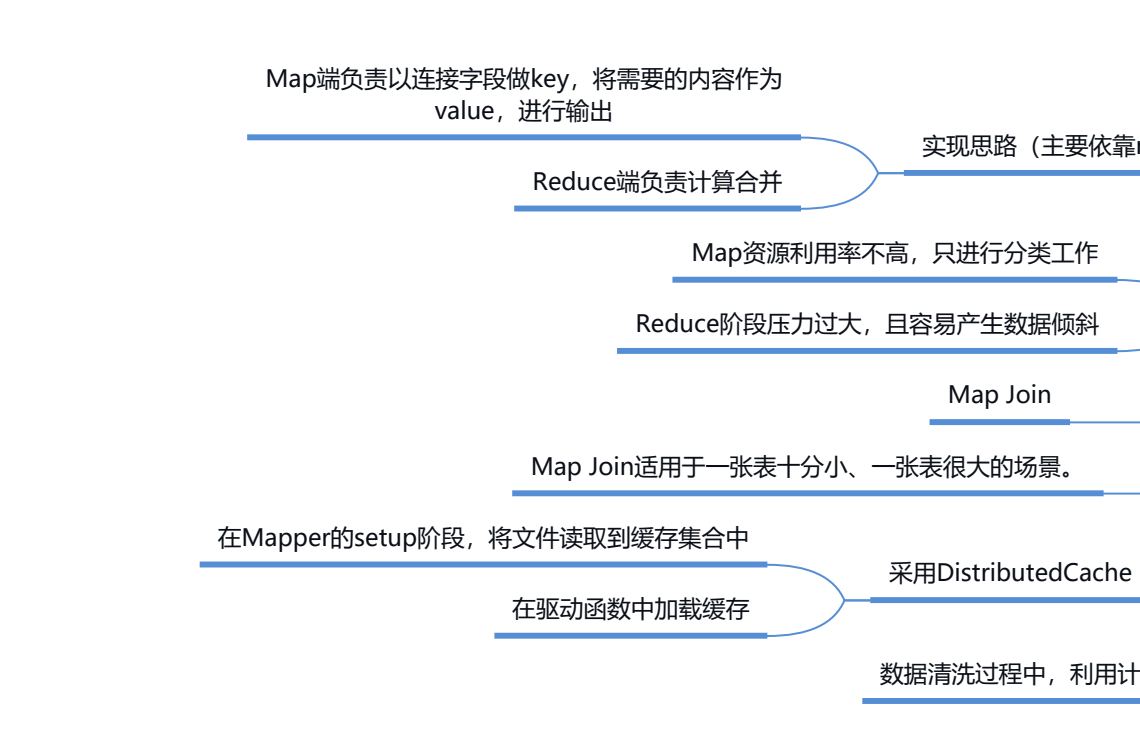 Map端负责以连接字段做key，将需要的内容作为
value，进行输出
实现思路（主要依靠
Reduce端负责计算合并
Map资源利用率不高，只进行分类工作
Reduce阶段压力过大，且容易产生数据倾斜
Map Join
Map Join适用于一张表十分小、一张表很大的场景。
在Mapper的setup阶段，将文件读取到缓存集合中
采用DistributedCache
在驱动函数中加载缓存
数据清洗过程中，利用计